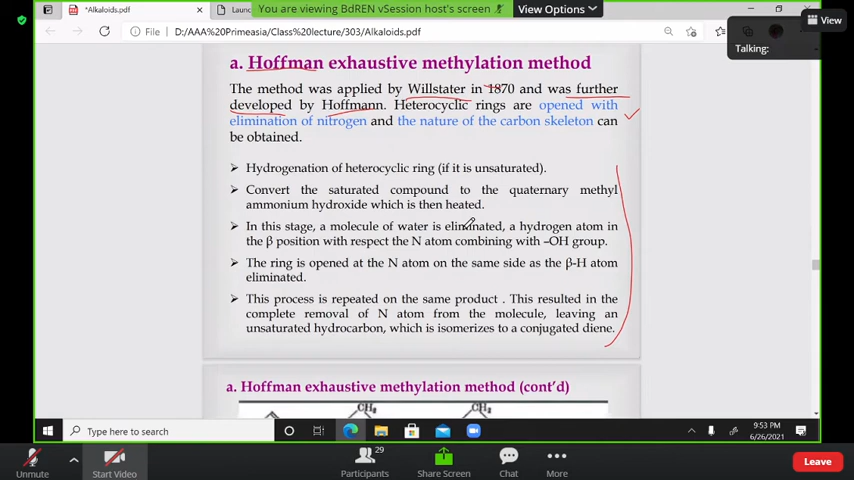 *Alkaloids.pdf
Launc
You are viewing BdREN vSession host's screen
View Options
File
D:/AAA_Primeasia/Class%20lecture/303/Alkaloids.pdf
View
Talking:
a. Hoffman exhaustive methylation method
The method was applied by Willstater in 1870 and was further
developed by Hoffmann. Heterocyclic rings are opened with
elimination of nitrogen and the nature of the carbon skeleton can
be obtained.
➢ Hydrogenation of heterocyclic ring (if it is unsaturated).
➢ Convert the saturated compound to the quaternary methyl
ammonium hydroxide which is then heated.
➢ In this stage, a molecule of water is eliminated, a hydrogen atom in
the β position with respect the N atom combining with –OH group.
➢ The ring is opened at the N atom on the same side as the β-H atom
eliminated.
➢ This process is repeated on the same product . This resulted in the
complete removal of N atom from the molecule, leaving an
unsaturated hydrocarbon, which is isomerizes to a conjugated diene.
a. Hoffman exhaustive methylation method (cont'd)
CH₂ CH₂
Type here to search
9:53 PM
6/26/2021
29
Unmute
Start Video
Participants
Share Screen
Chat
More
Leave